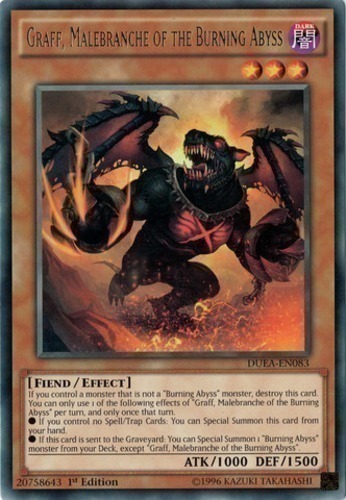 GRAFF, MALEBRANCHE OF THE BURNING ABYSS
DARK
闇
DUEA-EN083
[FIEND / EFFECT]
If you control a monster that is not a "Burning Abyss" monster, destroy this card.
You can only use 1 of the following effects of "Graff, Malebranche of the Burning
Abyss" per turn, and only once that turn.
● If you control no Spell/Trap Cards: You can Special Summon this card from
your hand.
● If this card is sent to the Graveyard: You can Special Summon 1 "Burning Abyss"
monster from your Deck, except "Graff, Malebranche of the Burning Abyss".
ATK/1000 DEF/1500
20758643 1st Edition ©1996 KAZUKI TAKAHASHI